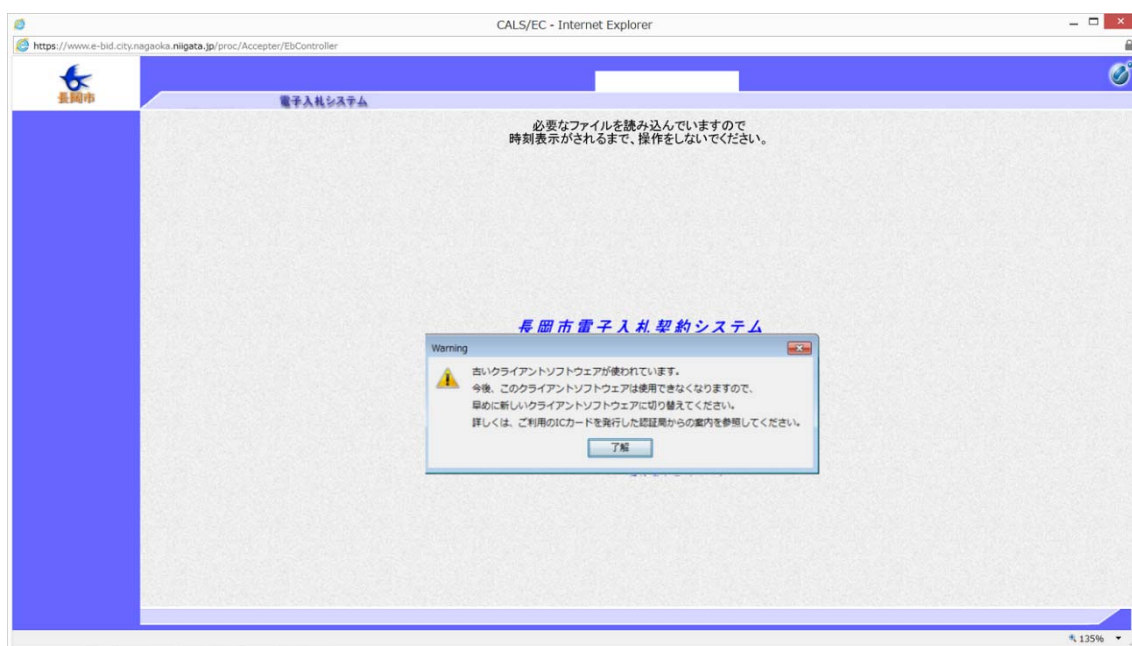 CALS/EC - Internet Explorer
https://www.e-bid.city.nagaoka.niigata.jp/proc/Accepter/EbController
長岡市
電子入札システム
必要なファイルを読み込んでいますので
時刻表示がされるまで、操作をしないでください。
長岡市電子入札契約システム
Warning
古いクライアントソフトウェアが使われています。
今後、このクライアントソフトウェアは使用できなくなりますので、
早めに新しいクライアントソフトウェアに切り替えてください。
詳しくは、ご利用のICカードを発行した認証局からの案内を参照してください。
了解
135%